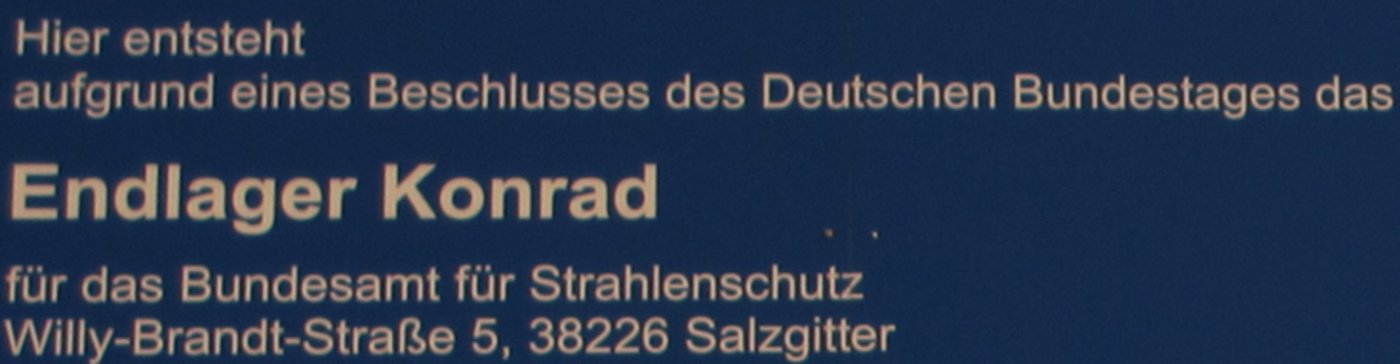 Hier entsteht
aufgrund eines Beschlusses des Deutschen Bundestages das
Endlager Konrad
für das Bundesamt für Strahlenschutz
Willy-Brandt-Straße 5, 38226 Salzgitter